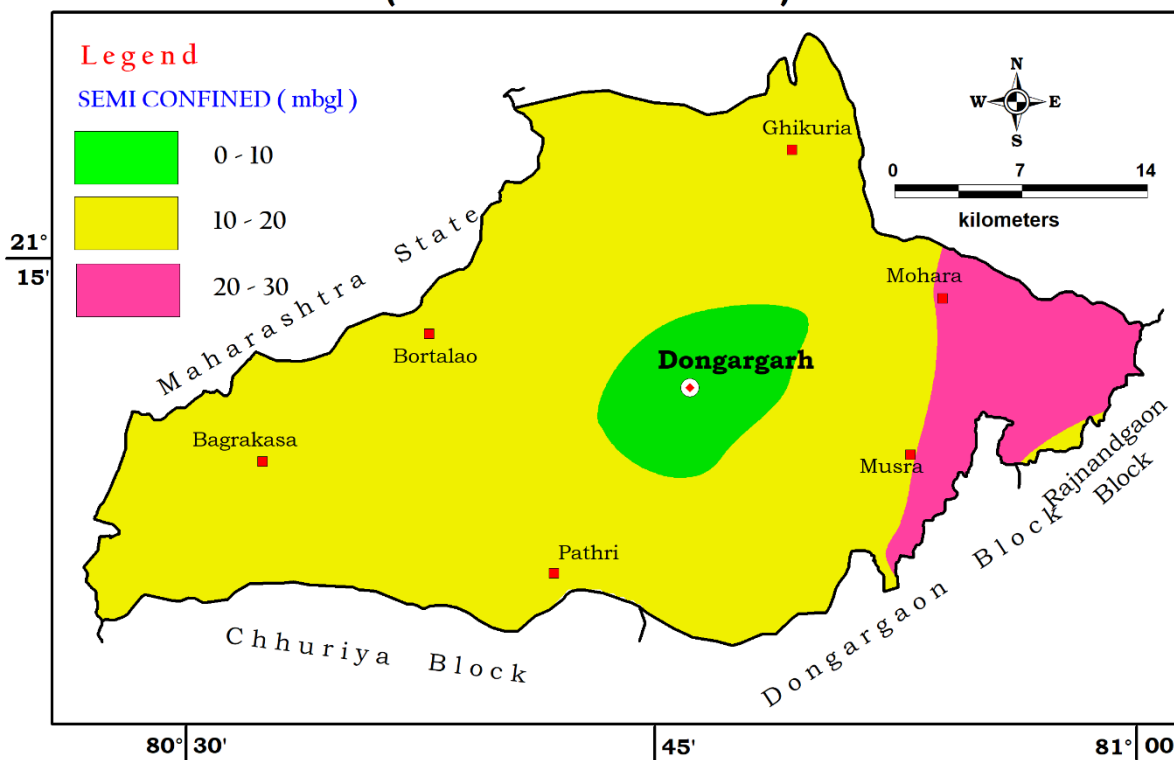 Legend
SEMI CONFINED ( mbgl )
0 - 10
10 - 20
20 - 30
N
W E
S
0 7 14
kilometers
Ghikuria
Maharashtra State
21°
15'
Mohara
Bortalao
Dongargarh
Bagrakasa
Musra
Rajnandgaon
Block
Pathri
Dongargaon Block
Chhuriya Block
80° 30' 45' 81° 00